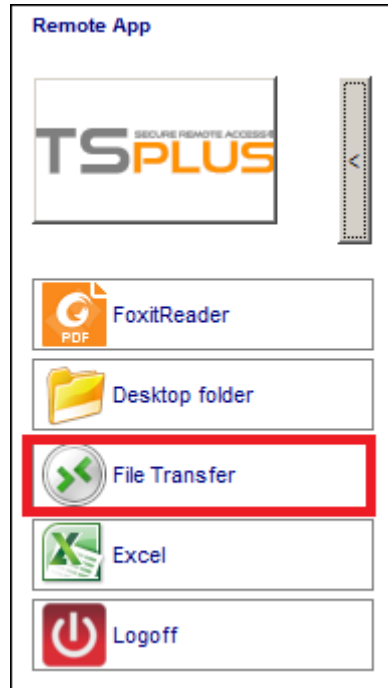 Remote App
SECURE REMOTE ACCESS
TSPLUS
<
PDF
FoxitReader
Desktop folder
File Transfer
Excel
Logoff